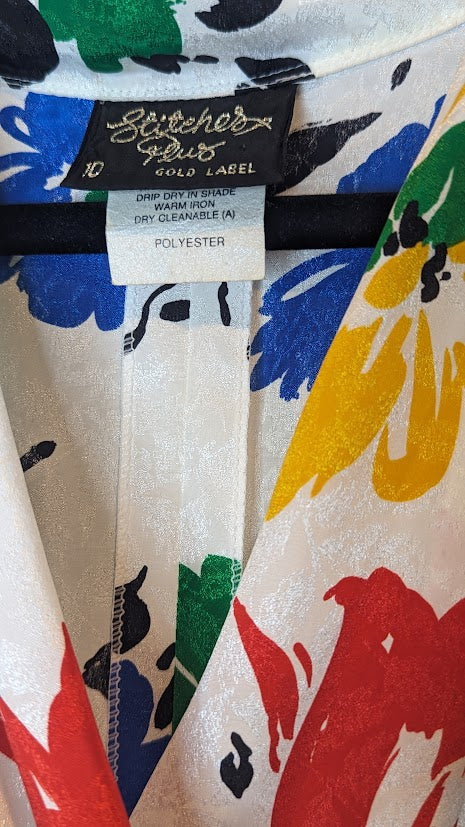 Stitches
Plus
10
GOLD LABEL
DRIP DRY IN SHADE
WARM IRON
DRY CLEANABLE (A)
POLYESTER